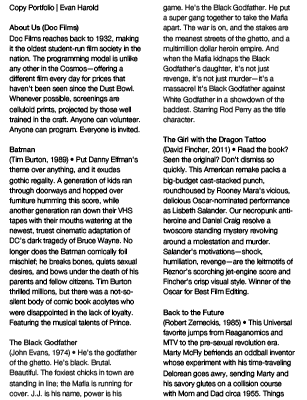 Copy Portfolio | Evan Harold
About Us (Doc Films)
Doc Films reaches back to 1932, making
it the oldest student-run film society in the
nation. The programming model is unlike
any other in the Cosmos—offering a
different film every day for prices that
haven't been seen since the Dust Bowl.
Whenever possible, screenings are
celluloid prints, projected by those well
trained in the craft. Anyone can volunteer.
Anyone can program. Everyone is invited.
Batman
(Tim Burton, 1989) • Put Danny Elfman's
theme over anything, and it exudes
gothic regality. A generation of kids ran
through doorways and hopped over
furniture humming this score, while
another generation ran down their VHS
tapes with their mouths watering at the
newest, truest cinematic adaptation of
DC's dark tragedy of Bruce Wayne. No
longer does the Batman comically foil
mischief; he breaks bones, quiets sexual
desires, and bows under the death of his
parents and fellow citizens. Tim Burton
thrilled millions, but there was a not-so-
silent body of comic book acolytes who
were disappointed in the lack of loyalty.
Featuring the musical talents of Prince.
The Black Godfather
(John Evans, 1974) • He's the godfather
of the ghetto. He's black. Brutal.
Beautiful. The foxiest chicks in town are
standing in line; the Mafia is running for
cover. J.J. is his name, power is his
game. He's the Black Godfather. He put
a super gang together to take the Mafia
apart. The war is on, and the stakes are
the meanest streets of the ghetto, and a
multimillion dollar heroin empire. And
when the Mafia kidnaps the Black
Godfather's daughter, it's not just
revenge, it's not just murder—it's a
massacre! It's Black Godfather against
White Godfather in a showdown of the
baddest. Starring Rod Perry as the title
character.
The Girl with the Dragon Tattoo
(David Fincher, 2011) • Read the book?
Seen the original? Don't dismiss so
quickly. This American remake packs a
big-budget cast-stacked punch,
roundhoused by Rooney Mara's vicious,
delicious Oscar-nominated performance
as Lisbeth Salander. Our necropunk anti-
heroine and Daniel Craig resolve a
twoscore standing mystery revolving
around a molestation and murder.
Salander's motivations—shock,
humiliation, revenge—are the leitmotifs of
Reznor's scorching jet-engine score and
Fincher's crisp visual style. Winner of the
Oscar for Best Film Editing.
Back to the Future
(Robert Zemeckis, 1985) • This Universal
favorite jumps from Reaganomics and
MTV to the pre-sexual revolution era.
Marty McFly befriends an oddball inventor
whose experiment with his time-traveling
Delorean goes awry, sending Marty and
his savory glutes on a collision course
with Mom and Dad circa 1955. Things